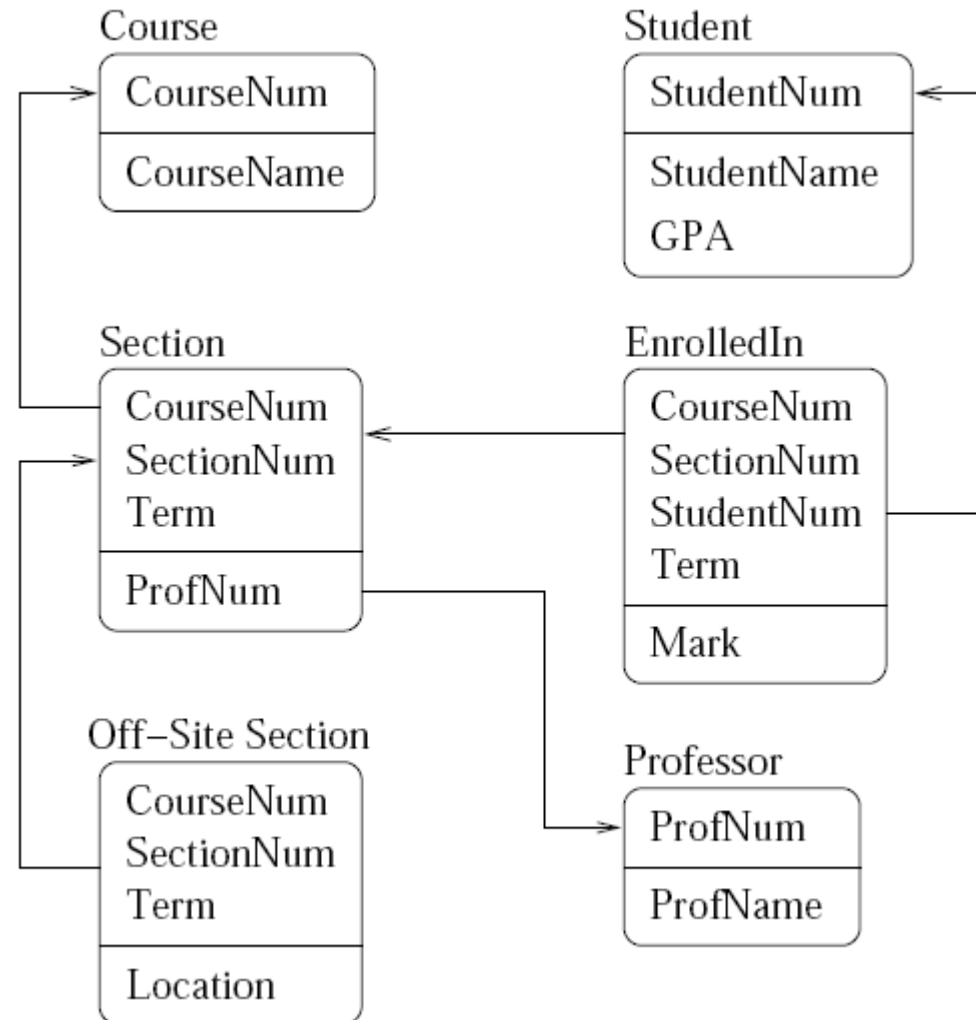 Course
CourseNum
CourseName
Student
StudentNum
StudentName
GPA
Section
CourseNum
SectionNum
Term
ProfNum
EnrolledIn
CourseNum
SectionNum
StudentNum
Term
Mark
Off–Site Section
CourseNum
SectionNum
Term
Location
Professor
ProfNum
ProfName